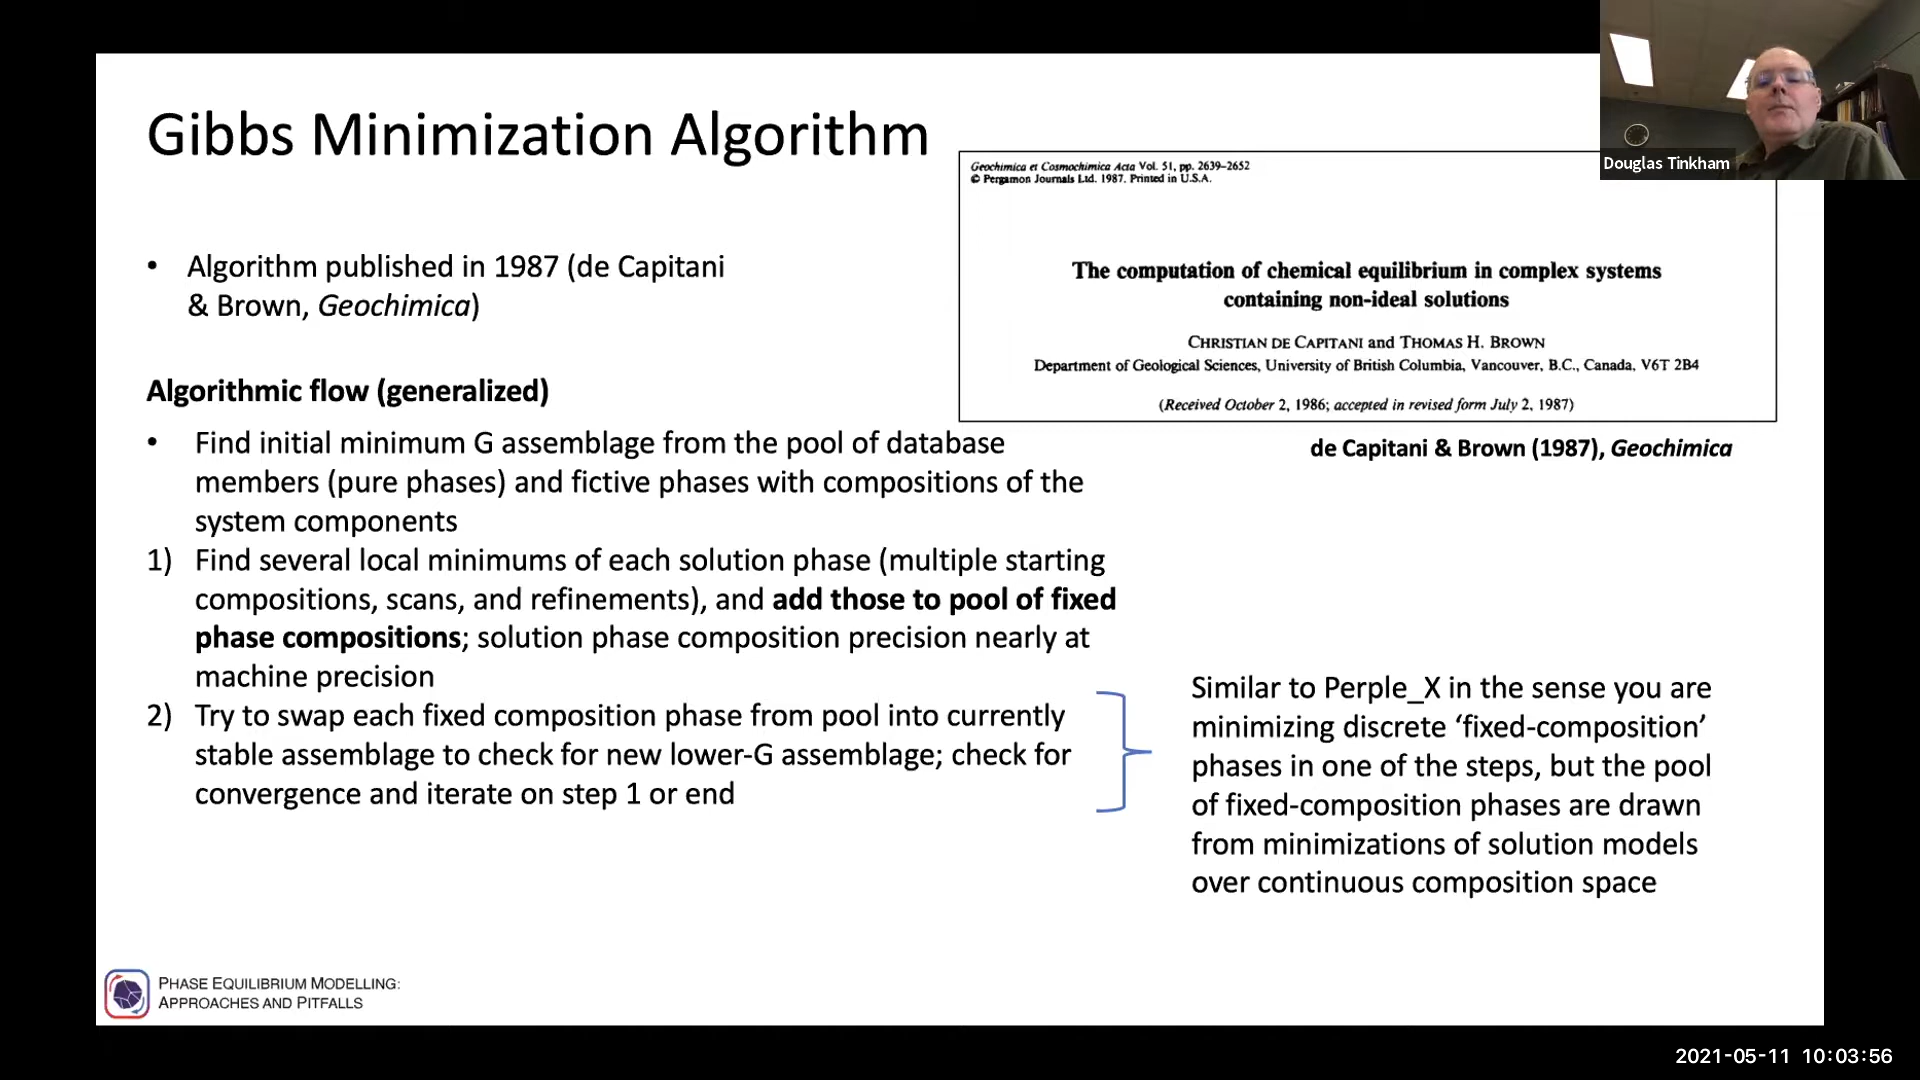 Gibbs Minimization Algorithm
Douglas Tinkham
Geochimica et Cosmochimica Acta Vol. 51, pp. 2639–2652
© Pergamon Journals Ltd. 1987. Printed in U.S.A.
The computation of chemical equilibrium in complex systems
containing non-ideal solutions
CHRISTIAN DE CAPITANI and THOMAS H. BROWN
Department of Geological Sciences, University of British Columbia, Vancouver, B.C., Canada, V6T 2B4
(Received October 2, 1986; accepted in revised form July 2, 1987)
de Capitani & Brown (1987), Geochimica
• Algorithm published in 1987 (de Capitani
& Brown, Geochimica)
Algorithmic flow (generalized)
• Find initial minimum G assemblage from the pool of database
members (pure phases) and fictive phases with compositions of the
system components
1) Find several local minimums of each solution phase (multiple starting
compositions, scans, and refinements), and add those to pool of fixed
phase compositions; solution phase composition precision nearly at
machine precision
2) Try to swap each fixed composition phase from pool into currently
stable assemblage to check for new lower-G assemblage; check for
convergence and iterate on step 1 or end
Similar to Perple_X in the sense you are
minimizing discrete ‘fixed-composition’
phases in one of the steps, but the pool
of fixed-composition phases are drawn
from minimizations of solution models
over continuous composition space
PHASE EQUILIBRIUM MODELLING:
APPROACHES AND PITFALLS
2021-05-11 10:03:56